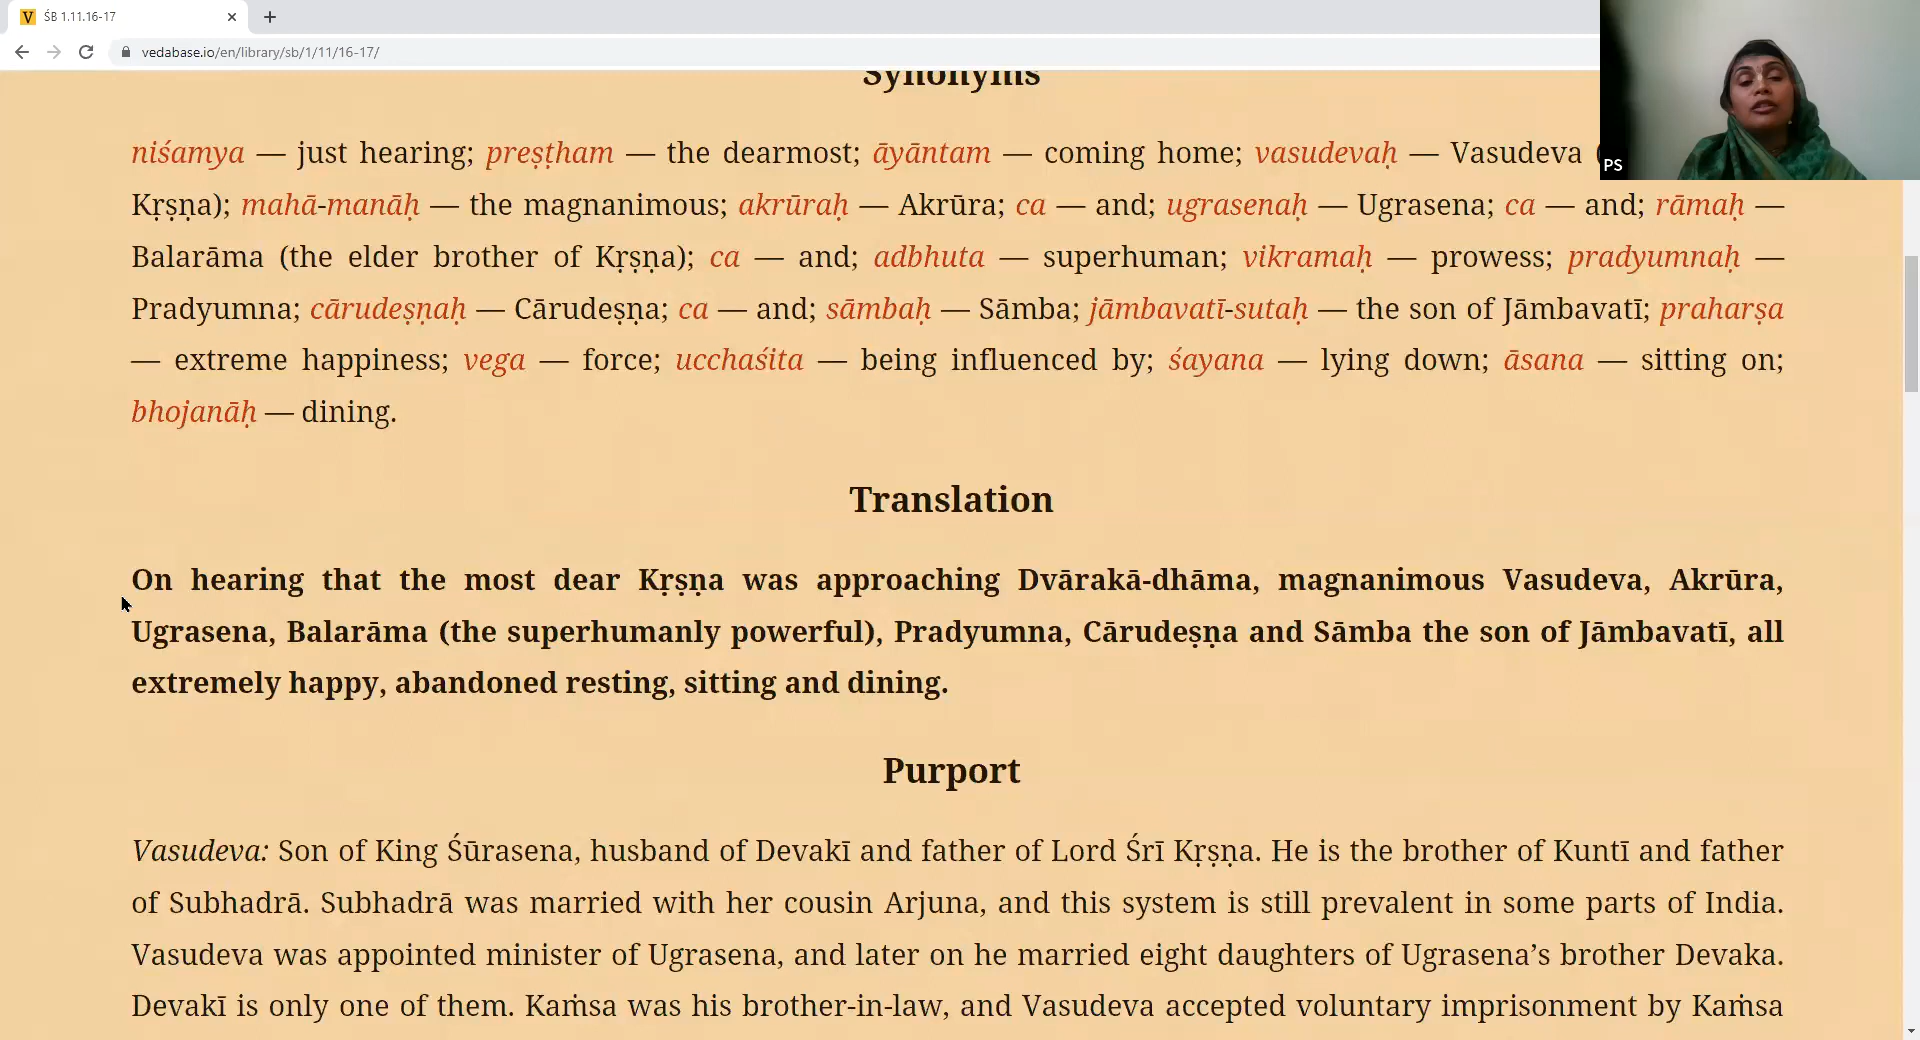 ŚB 1.11.16-17
vedabase.io/en/library/sb/1/11/16-17/
Synonyms
PS
niśamya — just hearing; preṣṭham — the dearmost; āyāntam — coming home; vasudevaḥ — Vasudeva
Kṛṣṇa); mahā-manāḥ — the magnanimous; akrūraḥ — Akrūra; ca — and; ugrasenaḥ — Ugrasena; ca — and; rāmaḥ —
Balarāma (the elder brother of Kṛṣṇa); ca — and; adbhuta — superhuman; vikramaḥ — prowess; pradyumnaḥ —
Pradyumna; cārudeṣṇaḥ — Cārudeṣṇa; ca — and; sāmbaḥ — Sāmba; jāmbavatī-sutaḥ — the son of Jāmbavatī; praharṣa
— extreme happiness; vega — force; ucchaśita — being influenced by; śayana — lying down; āsana — sitting on;
bhojanāḥ — dining.
Translation
On hearing that the most dear Kṛṣṇa was approaching Dvārakā-dhāma, magnanimous Vasudeva, Akrūra,
Ugrasena, Balarāma (the superhumanly powerful), Pradyumna, Cārudeṣṇa and Sāmba the son of Jāmbavatī, all
extremely happy, abandoned resting, sitting and dining.
Purport
Vasudeva: Son of King Śūrasena, husband of Devakī and father of Lord Śrī Kṛṣṇa. He is the brother of Kuntī and father
of Subhadrā. Subhadrā was married with her cousin Arjuna, and this system is still prevalent in some parts of India.
Vasudeva was appointed minister of Ugrasena, and later on he married eight daughters of Ugrasena’s brother Devaka.
Devakī is only one of them. Kaṁsa was his brother-in-law, and Vasudeva accepted voluntary imprisonment by Kaṁsa